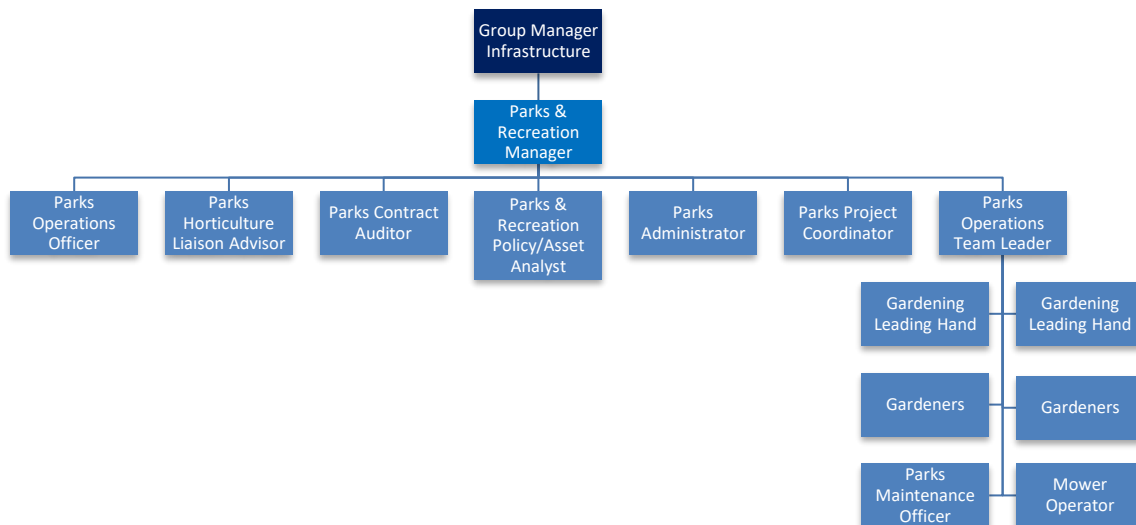 Group Manager
Infrastructure
Parks &
Recreation
Manager
Parks
Operations
Officer
Parks
Horticulture
Liaison Advisor
Parks Contract
Auditor
Parks &
Recreation
Policy/Asset
Analyst
Parks
Administrator
Parks Project
Coordinator
Parks
Operations
Team Leader
Gardening
Leading Hand
Gardening
Leading Hand
Gardeners
Gardeners
Parks
Maintenance
Officer
Mower
Operator